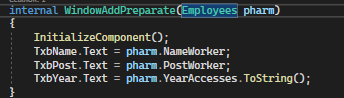 internal WindowAddPreparate(Employees pharm)
{
InitializeComponent();
TxbName.Text = pharm.NameWorker;
TxbPost.Text = pharm.PostWorker;
TxbYear.Text = pharm.YearAccesses.ToString();
}